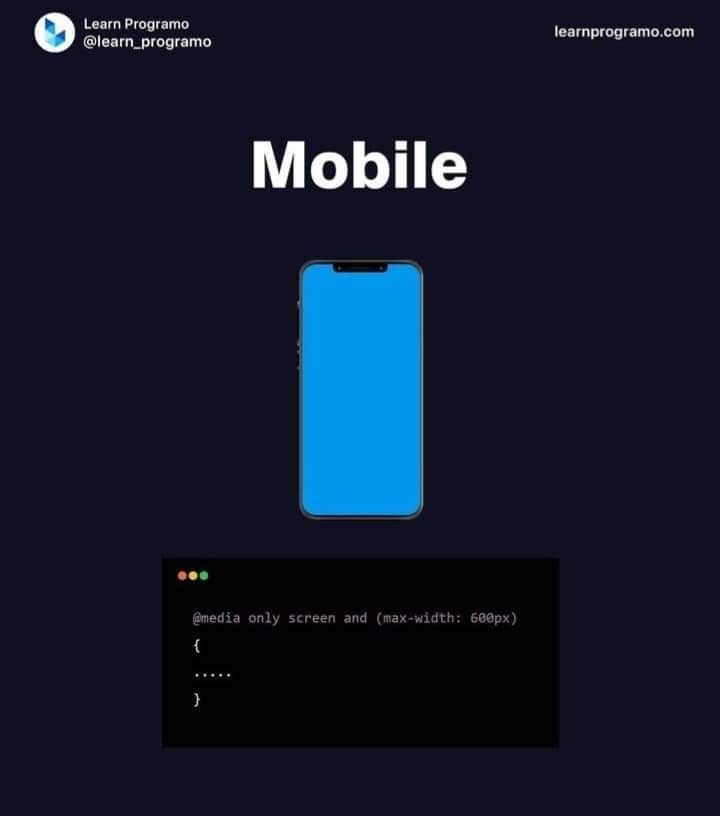 Learn Programo
@learn_programo
learnprogramo.com
Mobile
@media only screen and (max-width: 600px)
{
.....
}